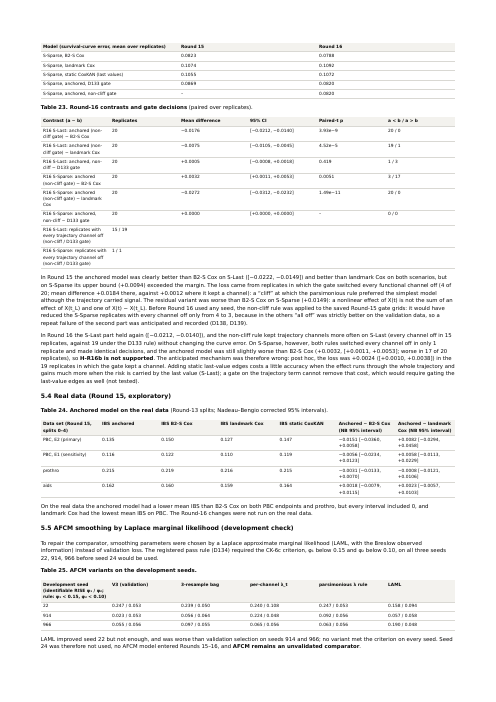 Model (survival-curve error, mean over replicates) Round 15 Round 16
S-Sparse, B2-S Cox 0.0823 0.0788
S-Sparse, landmark Cox 0.1074 0.1092
S-Sparse, static CoxKAN (last values) 0.1055 0.1072
S-Sparse, anchored, D133 gate 0.0869 0.0820
S-Sparse, anchored, non-cliff gate – 0.0820
Table 23. Round-16 contrasts and gate decisions (paired over replicates).
Contrast (a − b) Replicates Mean difference 95% CI Paired-t p a < b / a > b
R16 S-Last: anchored (non-cliff gate) − B2-S Cox 20 −0.0176 [−0.0212, −0.0140] 3.93e−9 20 / 0
R16 S-Last: anchored (non-cliff gate) − landmark Cox 20 −0.0075 [−0.0105, −0.0045] 4.52e−5 19 / 1
R16 S-Last: anchored, non-cliff − D133 gate 20 +0.0005 [−0.0008, +0.0018] 0.419 1 / 3
R16 S-Sparse: anchored (non-cliff gate) − B2-S Cox 20 +0.0032 [+0.0011, +0.0053] 0.0051 3 / 17
R16 S-Sparse: anchored (non-cliff gate) − landmark Cox 20 −0.0272 [−0.0312, −0.0232] 1.49e−11 20 / 0
R16 S-Sparse: anchored, non-cliff − D133 gate 20 +0.0000 [+0.0000, +0.0000] – 0 / 0
R16 S-Last: replicates with every trajectory channel off (non-cliff / D133 gate) 15 / 19
R16 S-Sparse: replicates with every trajectory channel off (non-cliff / D133 gate) 1 / 1
In Round 15 the anchored model was clearly better than B2-S Cox on S-Last ([−0.0222, −0.0149]) and better than landmark Cox on both scenarios, but
on S-Sparse its upper bound (+0.0094) exceeded the margin. The loss came from replicates in which the gate switched every functional channel off (4 of
20; mean difference +0.0184 there, against +0.0012 where it kept a channel): a “cliff” at which the parsimonious rule preferred the simplest model
although the trajectory carried signal. The residual variant was worse than B2-S Cox on S-Sparse (+0.0149): a nonlinear effect of X(t) is not the sum of an
effect of X(t_L) and one of X(t) − X(t_L). Before Round 16 used any seed, the non-cliff rule was applied to the saved Round-15 gate grids: it would have
reduced the S-Sparse replicates with every channel off only from 4 to 3, because in the others “all off” was strictly better on the validation data, so a
repeat failure of the second part was anticipated and recorded (D138, D139).
In Round 16 the S-Last part held again ([−0.0212, −0.0140]), and the non-cliff rule kept trajectory channels more often on S-Last (every channel off in 15
replicates, against 19 under the D133 rule) without changing the curve error. On S-Sparse, however, both rules switched every channel off in only 1
replicate and made identical decisions, and the anchored model was still slightly worse than B2-S Cox (+0.0032, [+0.0011, +0.0053]; worse in 17 of 20
replicates), so H-R16b is not supported. The anticipated mechanism was therefore wrong: post hoc, the loss was +0.0024 ([+0.0010, +0.0038]) in the
19 replicates in which the gate kept a channel. Adding static last-value edges costs a little accuracy when the effect runs through the whole trajectory and
gains much more when the risk is carried by the last value (S-Last); a gate on the trajectory term cannot remove that cost, which would require gating the
last-value edges as well (not tested).
5.4 Real data (Round 15, exploratory)
Table 24. Anchored model on the real data (Round-13 splits; Nadeau-Bengio corrected 95% intervals).
Data set (Round 15, splits 0–4) IBS anchored IBS B2-S Cox IBS landmark Cox IBS static CoxKAN Anchored − B2-S Cox (NB 95% interval) Anchored − landmark Cox (NB 95% interval)
PBC, E2 (primary) 0.135 0.150 0.127 0.147 −0.0151 [−0.0360, +0.0058] +0.0082 [−0.0294, +0.0458]
PBC, E1 (sensitivity) 0.116 0.122 0.110 0.119 −0.0056 [−0.0234, +0.0123] +0.0058 [−0.0113, +0.0229]
prothro 0.215 0.219 0.216 0.215 −0.0031 [−0.0133, +0.0070] −0.0008 [−0.0121, +0.0106]
aids 0.162 0.160 0.159 0.164 +0.0018 [−0.0079, +0.0115] +0.0023 [−0.0057, +0.0103]
On the real data the anchored model had a lower mean IBS than B2-S Cox on both PBC endpoints and prothro, but every interval included 0, and
landmark Cox had the lowest mean IBS on PBC. The Round-16 changes were not run on the real data.
5.5 AFCM smoothing by Laplace marginal likelihood (development check)
To repair the comparator, smoothing parameters were chosen by a Laplace approximate marginal likelihood (LAML, with the Breslow observed
information) instead of validation loss. The registered pass rule (D134) required the CK-6c criterion, φ₁ below 0.15 and φ₂ below 0.10, on all three seeds
22, 914, 966 before seed 24 would be used.
Table 25. AFCM variants on the development seeds.
Development seed (identifiable RISE φ₁ / φ₂; rule: φ₁ < 0.15, φ₂ < 0.10) V3 (validation) 3-resample bag per-channel λ_t parsimonious λ rule LAML
22 0.247 / 0.053 0.339 / 0.050 0.240 / 0.108 0.247 / 0.053 0.158 / 0.094
914 0.023 / 0.053 0.056 / 0.064 0.224 / 0.048 0.092 / 0.056 0.057 / 0.058
966 0.055 / 0.056 0.097 / 0.055 0.065 / 0.056 0.063 / 0.056 0.190 / 0.048
LAML improved seed 22 but not enough, and was worse than validation selection on seeds 914 and 966; no variant met the criterion on every seed. Seed
24 was therefore not used, no AFCM model entered Rounds 15–16, and AFCM remains an unvalidated comparator.